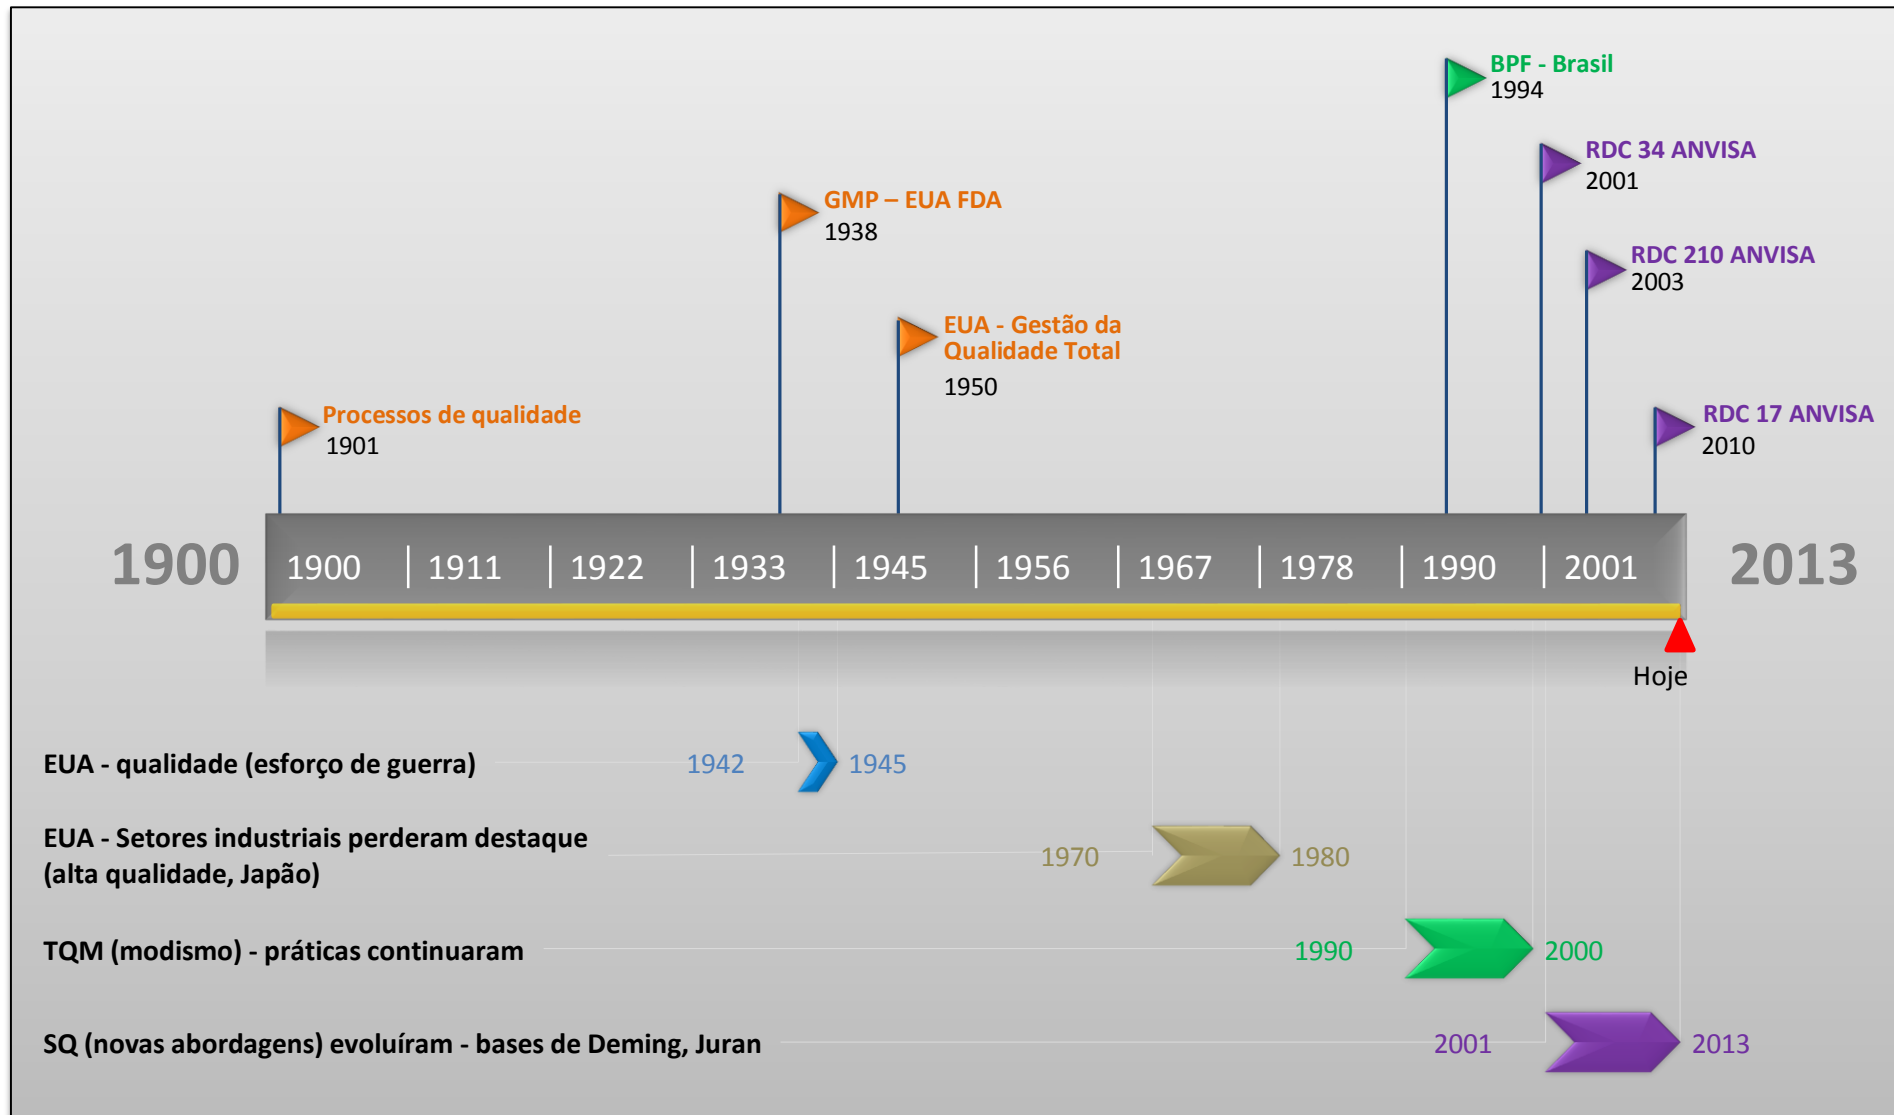 BPF - Brasil
1994
RDC 34 ANVISA
2001
GMP – EUA FDA
1938
RDC 210 ANVISA
2003
EUA - Gestão da
Qualidade Total
1950
Processos de qualidade
1901
RDC 17 ANVISA
2010
1900
1900 1911 1922 1933 1945 1956 1967 1978 1990 2001
2013
Hoje
EUA - qualidade (esforço de guerra)
1942
1945
EUA - Setores industriais perderam destaque
(alta qualidade, Japão)
1970
1980
TQM (modismo) - práticas continuaram
1990
2000
SQ (novas abordagens) evoluíram - bases de Deming, Juran
2001
2013